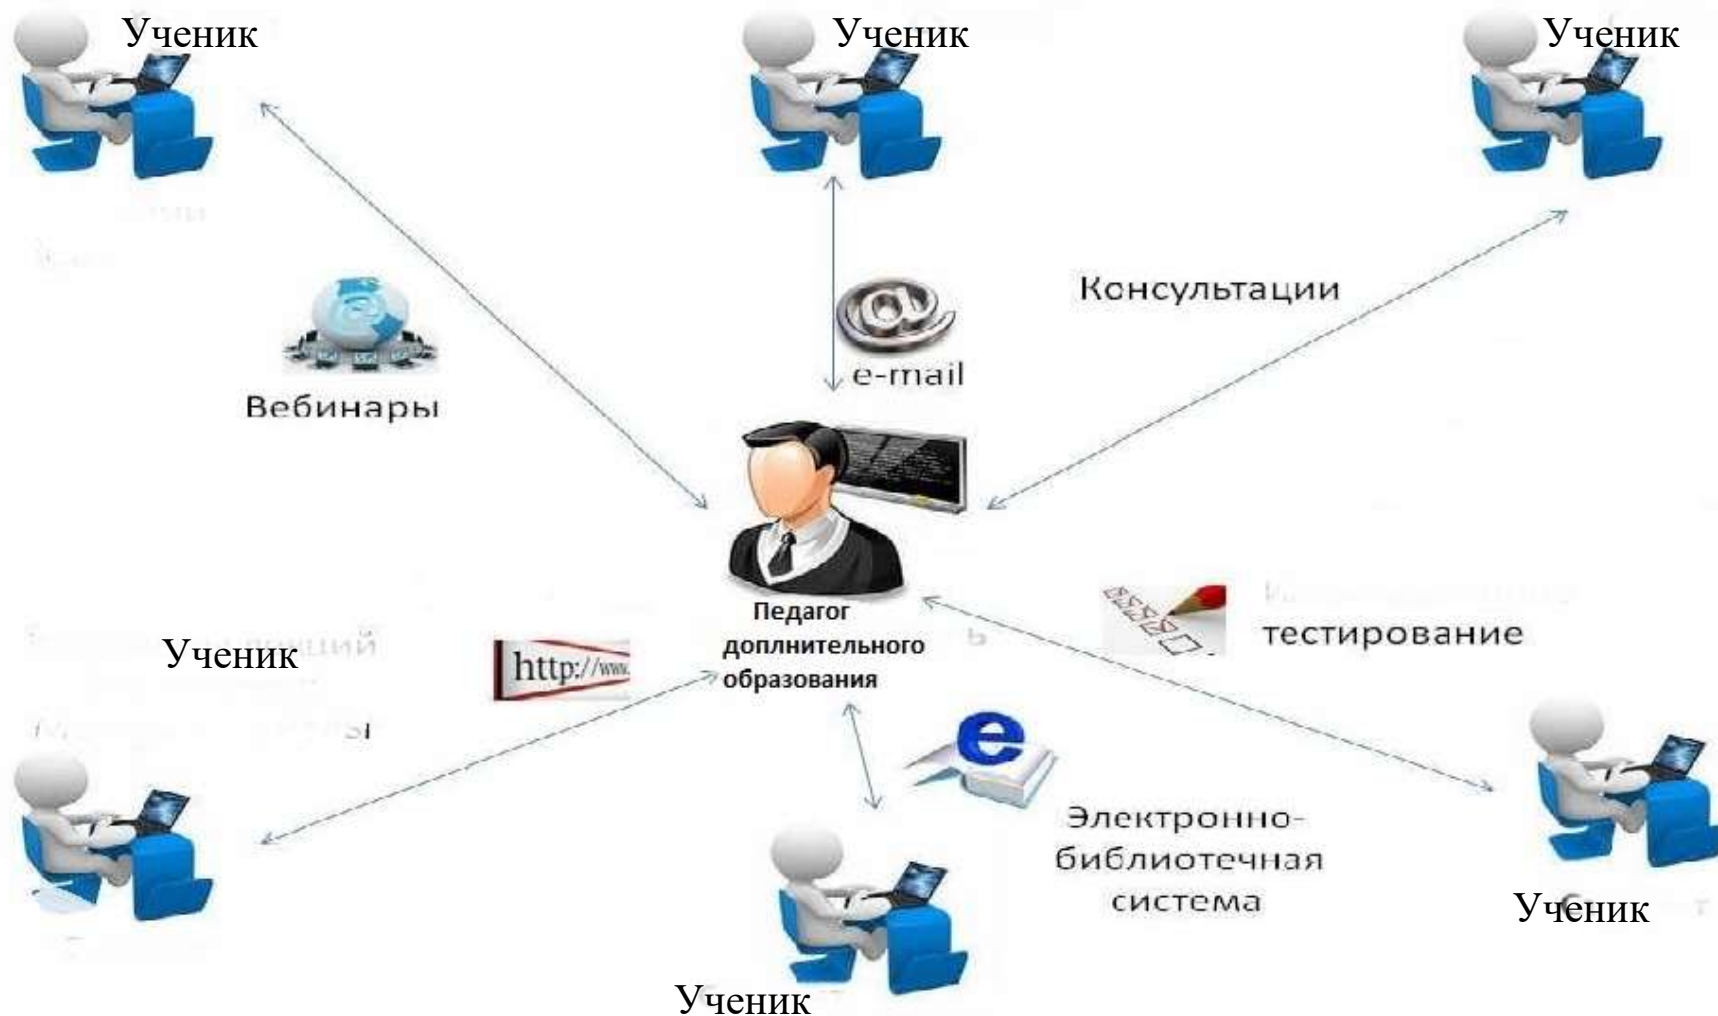 Ученик
Ученик
Ученик
Консультации
e-mail
Вебинары
Педагог
доплнительного
образования
тестирование
Ученик
http://www.
Электронно-
библиотечная
система
Ученик
Ученик